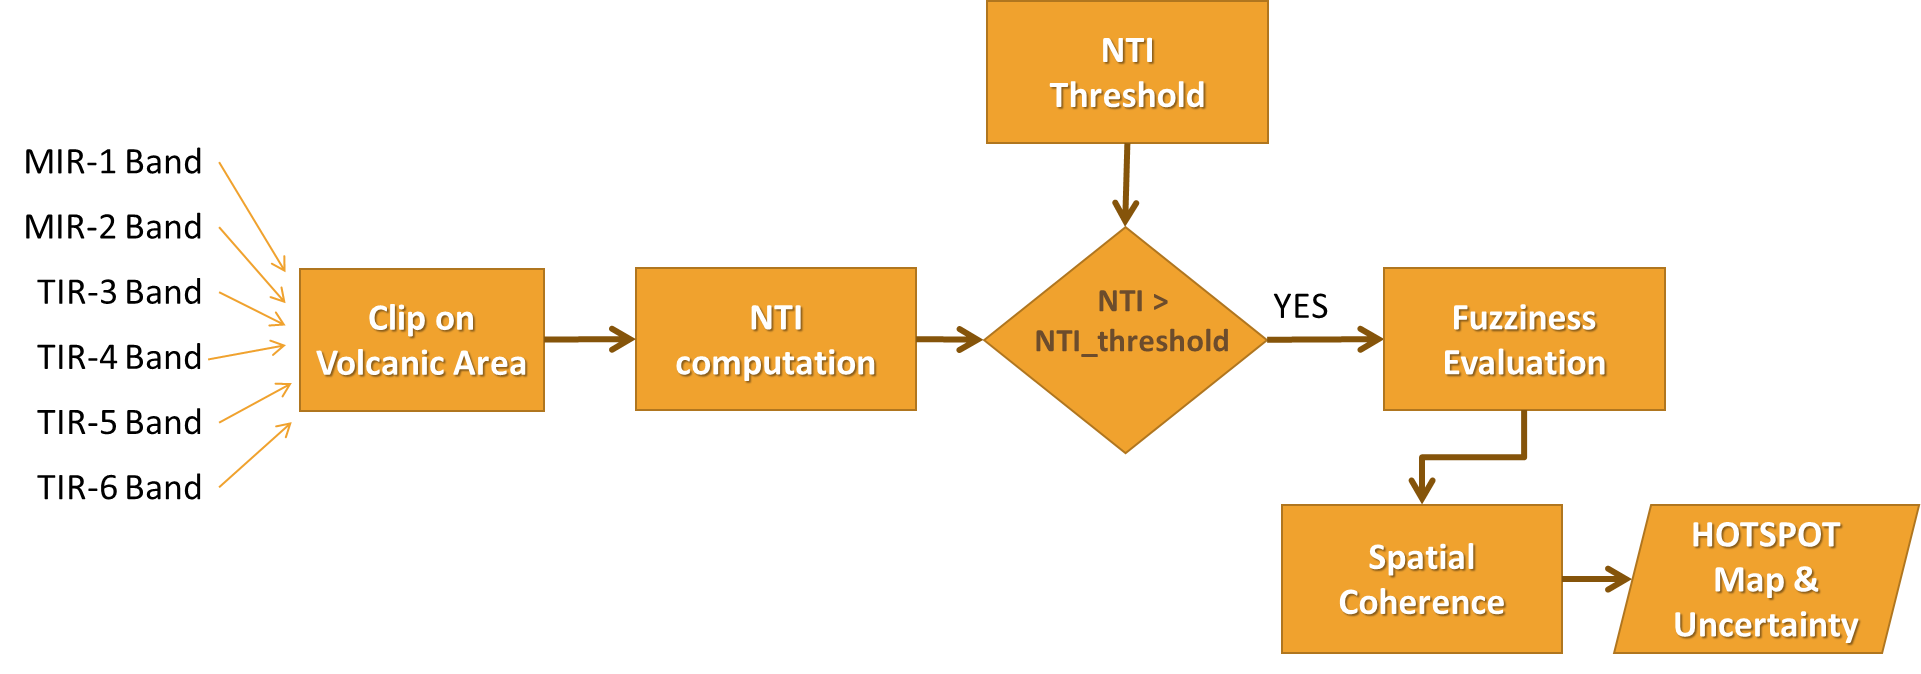 NTI
Threshold
MIR-1 Band
MIR-2 Band
TIR-3 Band
TIR-4 Band
TIR-5 Band
TIR-6 Band
Clip on
Volcanic Area
NTI
computation
NTI >
NTI_threshold
YES
Fuzziness
Evaluation
Spatial
Coherence
HOTSPOT
Map &
Uncertainty